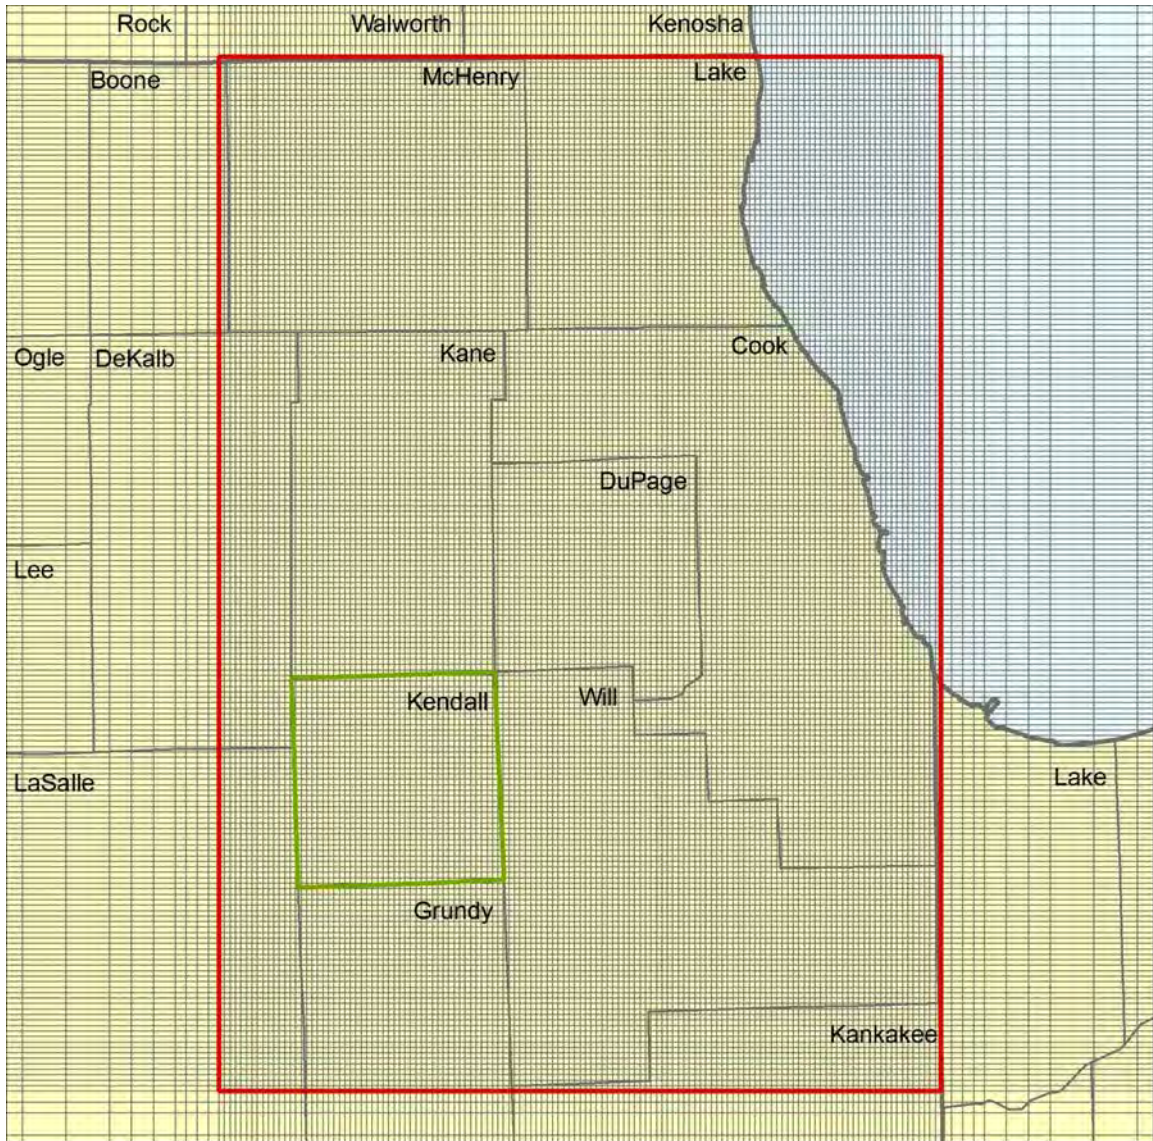 Rock
Walworth
Kenosha
Boone
McHenry
Lake
Ogle
DeKalb
Kane
Cook
DuPage
Lee
Kendall
Will
LaSalle
Lake
Grundy
Kankakee